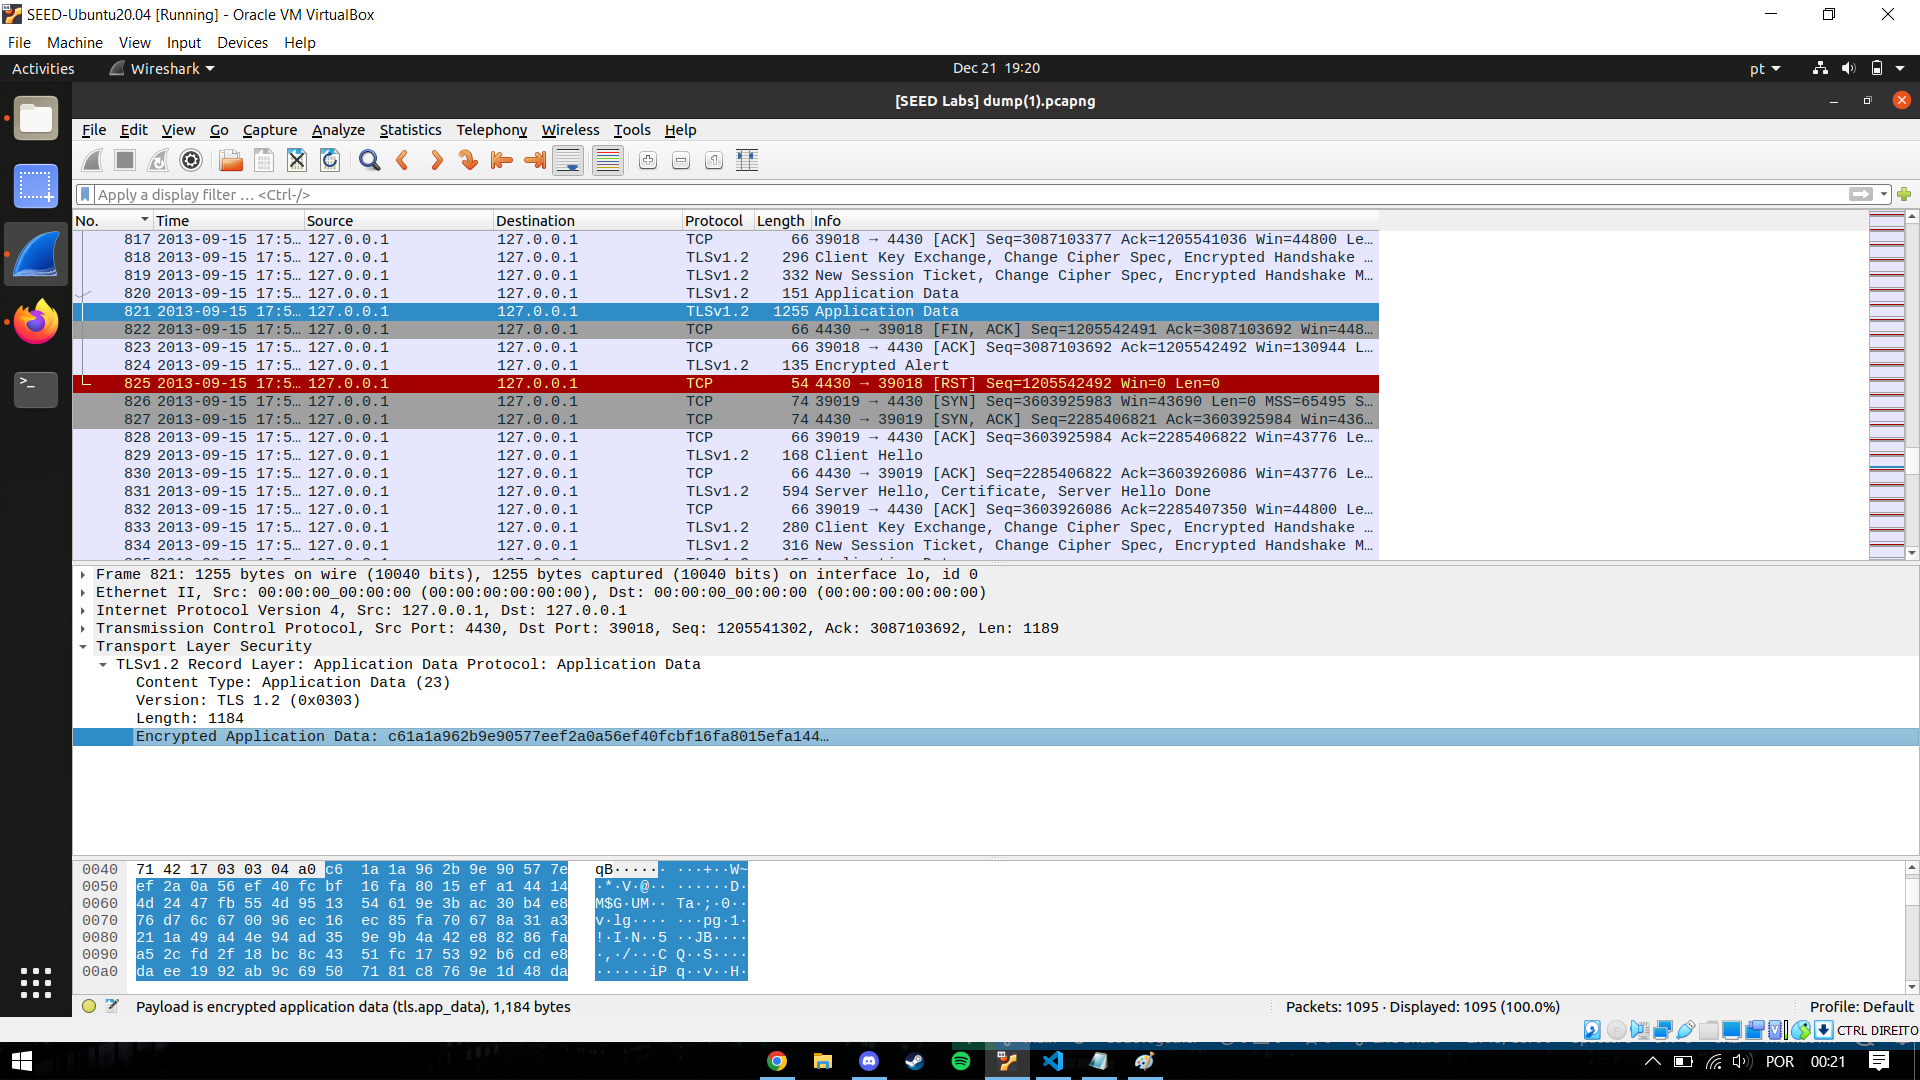 SEED-Ubuntu20.04 [Running] - Oracle VM VirtualBox
File Machine View Input Devices Help
Activities Wireshark Dec 21 19:20 pt
[SEED Labs] dump(1).pcapng
File Edit View Go Capture Analyze Statistics Telephony Wireless Tools Help
Apply a display filter … <Ctrl-/>
No. Time Source Destination Protocol Length Info
817 2013-09-15 17:5… 127.0.0.1 127.0.0.1 TCP 66 39018 → 4430 [ACK] Seq=3087103377 Ack=1205541036 Win=44800 Le…
818 2013-09-15 17:5… 127.0.0.1 127.0.0.1 TLSv1.2 296 Client Key Exchange, Change Cipher Spec, Encrypted Handshake …
819 2013-09-15 17:5… 127.0.0.1 127.0.0.1 TLSv1.2 332 New Session Ticket, Change Cipher Spec, Encrypted Handshake M…
820 2013-09-15 17:5… 127.0.0.1 127.0.0.1 TLSv1.2 151 Application Data
821 2013-09-15 17:5… 127.0.0.1 127.0.0.1 TLSv1.2 1255 Application Data
822 2013-09-15 17:5… 127.0.0.1 127.0.0.1 TCP 66 4430 → 39018 [FIN, ACK] Seq=1205542491 Ack=3087103692 Win=448…
823 2013-09-15 17:5… 127.0.0.1 127.0.0.1 TCP 66 39018 → 4430 [ACK] Seq=3087103692 Ack=1205542492 Win=130944 L…
824 2013-09-15 17:5… 127.0.0.1 127.0.0.1 TLSv1.2 135 Encrypted Alert
825 2013-09-15 17:5… 127.0.0.1 127.0.0.1 TCP 54 4430 → 39018 [RST] Seq=1205542492 Win=0 Len=0
826 2013-09-15 17:5… 127.0.0.1 127.0.0.1 TCP 74 39019 → 4430 [SYN] Seq=3603925983 Win=43690 Len=0 MSS=65495 S…
827 2013-09-15 17:5… 127.0.0.1 127.0.0.1 TCP 74 4430 → 39019 [SYN, ACK] Seq=2285406821 Ack=3603925984 Win=436…
828 2013-09-15 17:5… 127.0.0.1 127.0.0.1 TCP 66 39019 → 4430 [ACK] Seq=3603925984 Ack=2285406822 Win=43776 Le…
829 2013-09-15 17:5… 127.0.0.1 127.0.0.1 TLSv1.2 168 Client Hello
830 2013-09-15 17:5… 127.0.0.1 127.0.0.1 TCP 66 4430 → 39019 [ACK] Seq=2285406822 Ack=3603926086 Win=43776 Le…
831 2013-09-15 17:5… 127.0.0.1 127.0.0.1 TLSv1.2 594 Server Hello, Certificate, Server Hello Done
832 2013-09-15 17:5… 127.0.0.1 127.0.0.1 TCP 66 39019 → 4430 [ACK] Seq=3603926086 Ack=2285407350 Win=44800 Le…
833 2013-09-15 17:5… 127.0.0.1 127.0.0.1 TLSv1.2 280 Client Key Exchange, Change Cipher Spec, Encrypted Handshake …
834 2013-09-15 17:5… 127.0.0.1 127.0.0.1 TLSv1.2 316 New Session Ticket, Change Cipher Spec, Encrypted Handshake M…
Frame 821: 1255 bytes on wire (10040 bits), 1255 bytes captured (10040 bits) on interface lo, id 0
Ethernet II, Src: 00:00:00_00:00:00 (00:00:00:00:00:00), Dst: 00:00:00_00:00:00 (00:00:00:00:00:00)
Internet Protocol Version 4, Src: 127.0.0.1, Dst: 127.0.0.1
Transmission Control Protocol, Src Port: 4430, Dst Port: 39018, Seq: 1205541302, Ack: 3087103692, Len: 1189
Transport Layer Security
TLSv1.2 Record Layer: Application Data Protocol: Application Data
Content Type: Application Data (23)
Version: TLS 1.2 (0x0303)
Length: 1184
Encrypted Application Data: c61a1a962b9e90577eef2a0a56ef40fcbf16fa8015efa144…
0040 71 42 17 03 03 04 a0 c6 1a 1a 96 2b 9e 90 57 7e qB······ ···+··W~
0050 ef 2a 0a 56 ef 40 fc bf 16 fa 80 15 ef a1 44 14 ·*·V·@·· ······D·
0060 4d 24 47 fb 55 4d 95 13 54 61 9e 3b ac 30 b4 e8 M$G·UM·· Ta·;·0··
0070 76 d7 6c 67 00 96 ec 16 ec 85 fa 70 67 8a 31 a3 v·lg···· ···pg·1·
0080 21 1a 49 a4 4e 94 ad 35 9e 9b 4a 42 e8 82 86 fa !·I·N··5 ··JB····
0090 a5 2c fd 2f 18 bc 8c 43 51 fc 17 53 92 b6 cd e8 ·,·/···C Q··S····
00a0 da ee 19 92 ab 9c 69 50 71 81 c8 76 9e 1d 48 da ······iP q··v··H·
Payload is encrypted application data (tls.app_data), 1,184 bytes Packets: 1095 · Displayed: 1095 (100.0%) Profile: Default
CTRL DIREITO
POR 00:21